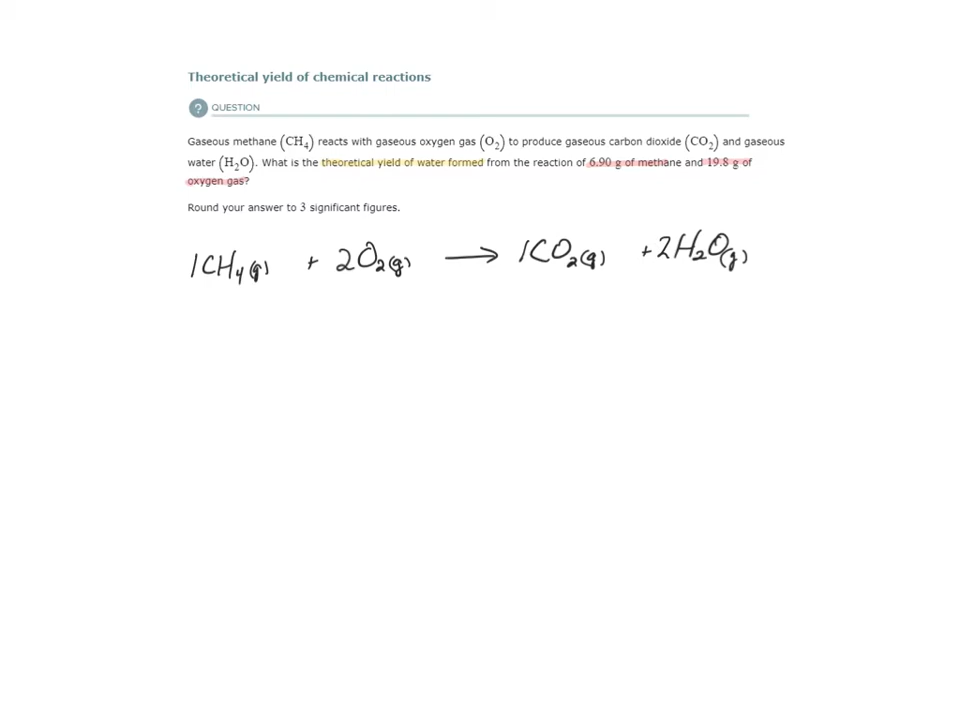 Theoretical yield of chemical reactions
? QUESTION
Gaseous methane (CH₄) reacts with gaseous oxygen gas (O₂) to produce gaseous carbon dioxide (CO₂) and gaseous
water (H₂O). What is the theoretical yield of water formed from the reaction of 6.90 g of methane and 19.8 g of
oxygen gas?
Round your answer to 3 significant figures.
1CH₄(g) + 2O₂(g) → 1CO₂(g) + 2H₂O(g)